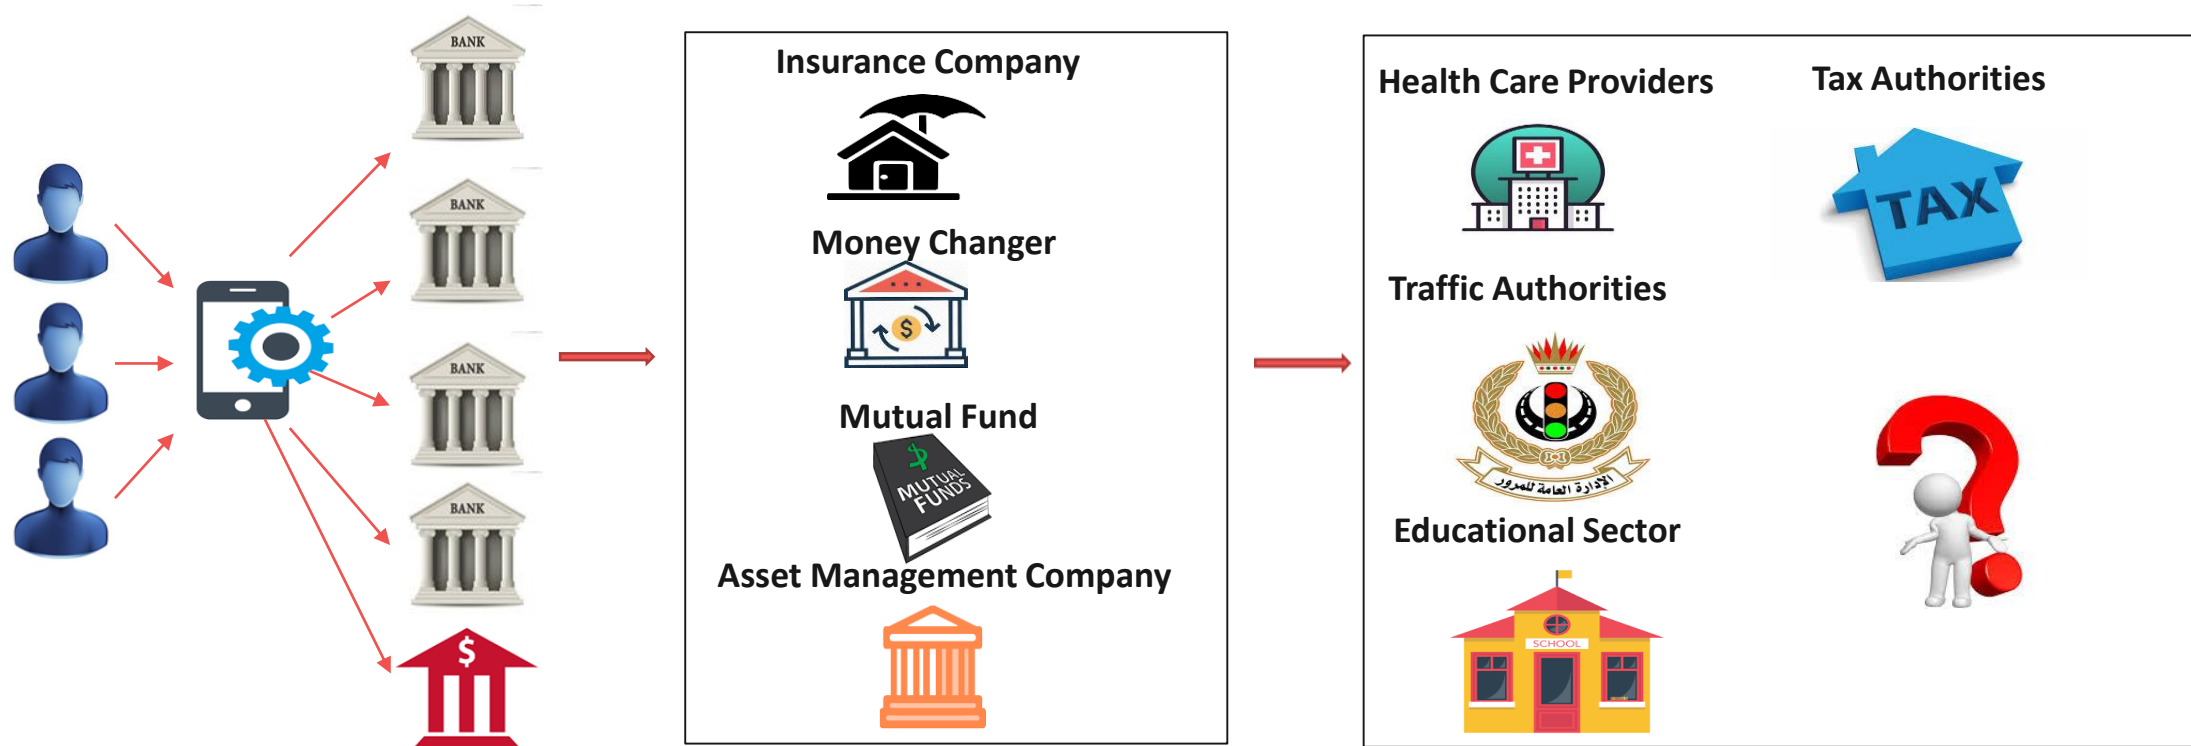 BANK
BANK
BANK
BANK
$
Insurance Company
Money Changer
$
Mutual Fund
$
MUTUAL
FUNDS
Asset Management Company
Health Care Providers
Tax Authorities
TAX
Traffic Authorities
الإدارة العامة للمرور
Educational Sector
SCHOOL